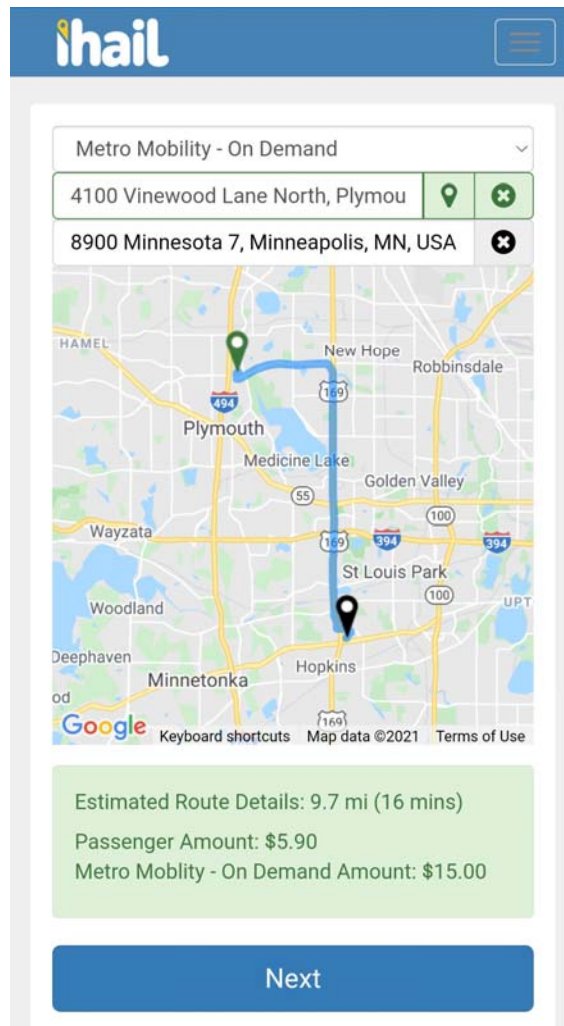 ihail
Metro Mobility - On Demand
4100 Vinewood Lane North, Plymou
8900 Minnesota 7, Minneapolis, MN, USA
HAMEL
New Hope
Robbinsdale
169
494
Plymouth
Medicine Lake
Golden Valley
55
100
Wayzata
169
394
394
St Louis Park
100
Woodland
UPT
Deephaven
Hopkins
Minnetonka
od
169
Google
Keyboard shortcuts Map data ©2021 Terms of Use
Estimated Route Details: 9.7 mi (16 mins)
Passenger Amount: $5.90
Metro Moblity - On Demand Amount: $15.00
Next